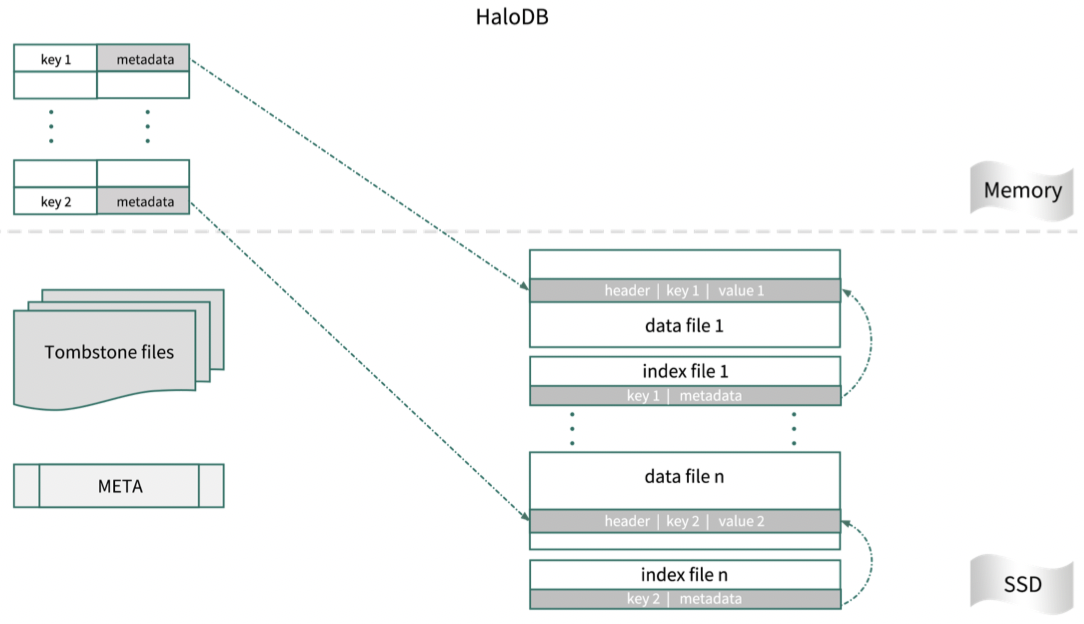 HaloDB
key 1 metadata
key 2 metadata
Memory
header | key 1 | value 1
data file 1
Tombstone files
index file 1
key 1 | metadata
data file n
META
header | key 2 | value 2
index file n
key 2 | metadata
SSD